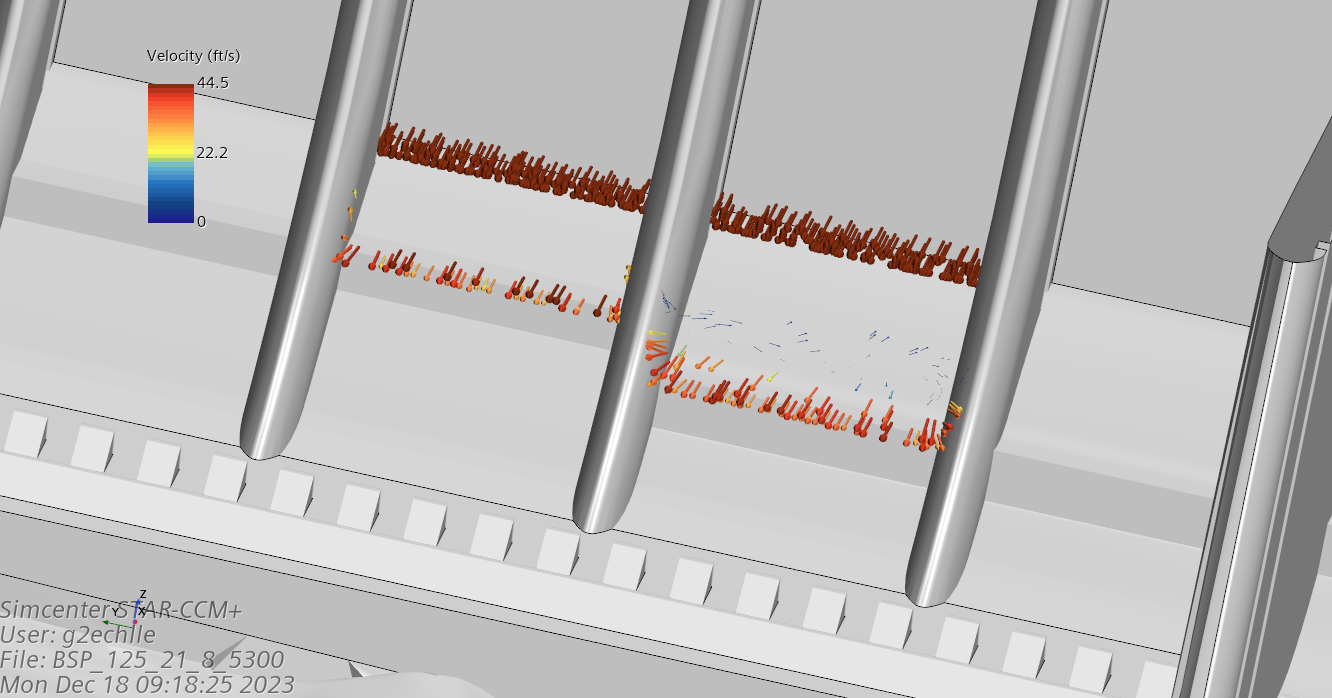 Velocity (ft/s)
44.5
22.2
0
Z
Y X
Simcenter STAR-CCM+
User: g2echlle
File: BSP_125_21_8_5300
Mon Dec 18 09:18:25 2023